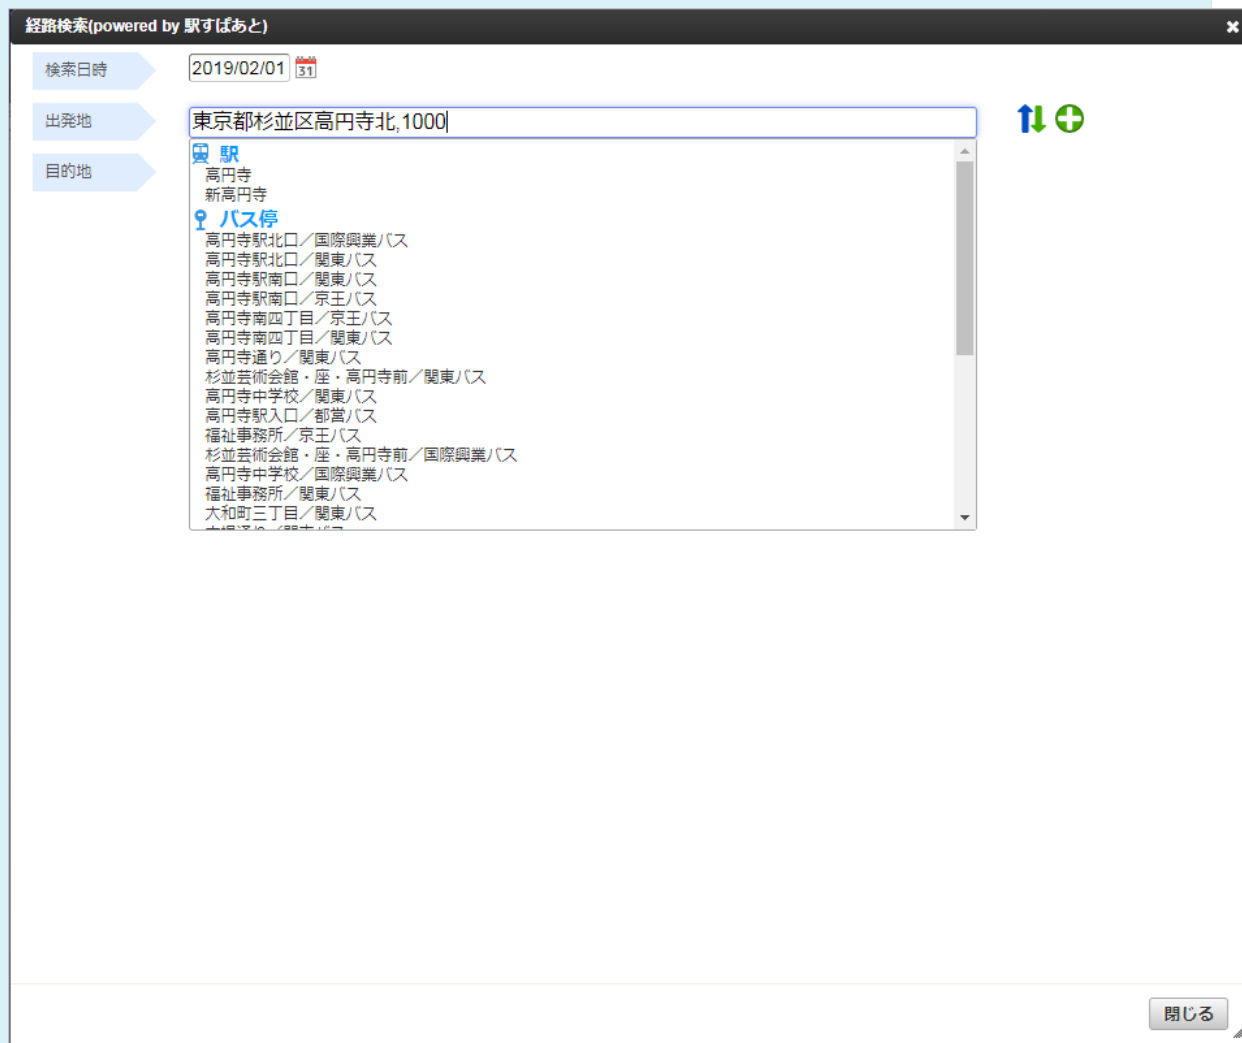 経路検索(powered by 駅すぱあと)
検索日時
2019/02/01
31
出発地
東京都杉並区高円寺北,1000
目的地
駅
高円寺
新高円寺
バス停
高円寺駅北口／国際興業バス
高円寺駅北口／関東バス
高円寺駅南口／関東バス
高円寺駅南口／京王バス
高円寺南四丁目／京王バス
高円寺南四丁目／関東バス
高円寺通り／関東バス
杉並芸術会館・座・高円寺前／関東バス
高円寺中学校／関東バス
高円寺駅入口／都営バス
福祉事務所／京王バス
杉並芸術会館・座・高円寺前／国際興業バス
高円寺中学校／国際興業バス
福祉事務所／関東バス
大和町三丁目／関東バス
閉じる